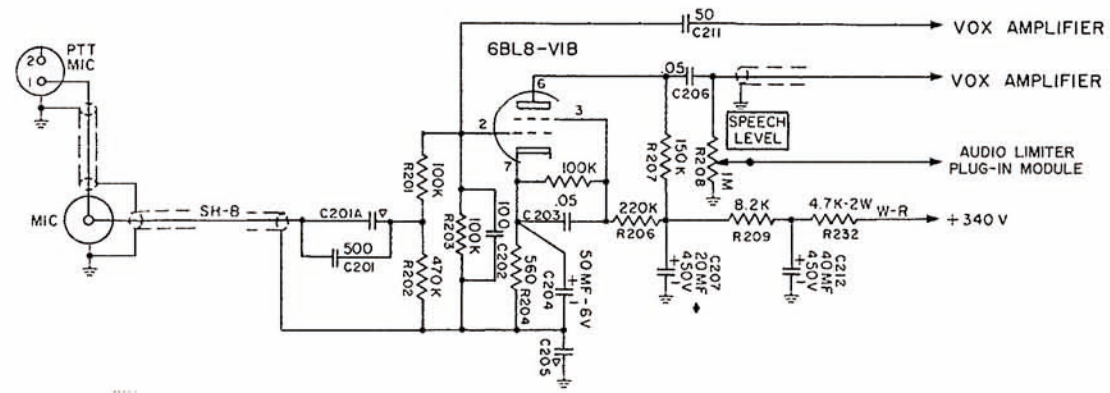 50
C211
VOX AMPLIFIER
PTT
MIC
2
1
6BL8-V1B
6
3
2
7
.05
C206
VOX AMPLIFIER
SPEECH
LEVEL
150K
R207
R208
1M
AUDIO LIMITER
PLUG-IN MODULE
100K
R201
100K
.05
C203
220K
R206
8.2K
R209
4.7K-2W
R232
W-R
+340V
MIC
SH-B
C201A
500
C201
470K
R202
100K
R203
100
C202
560
R204
50MF-6V
C204
+
-
C205
+
-
C207
20MF
450V
+
-
C212
40MF
450V